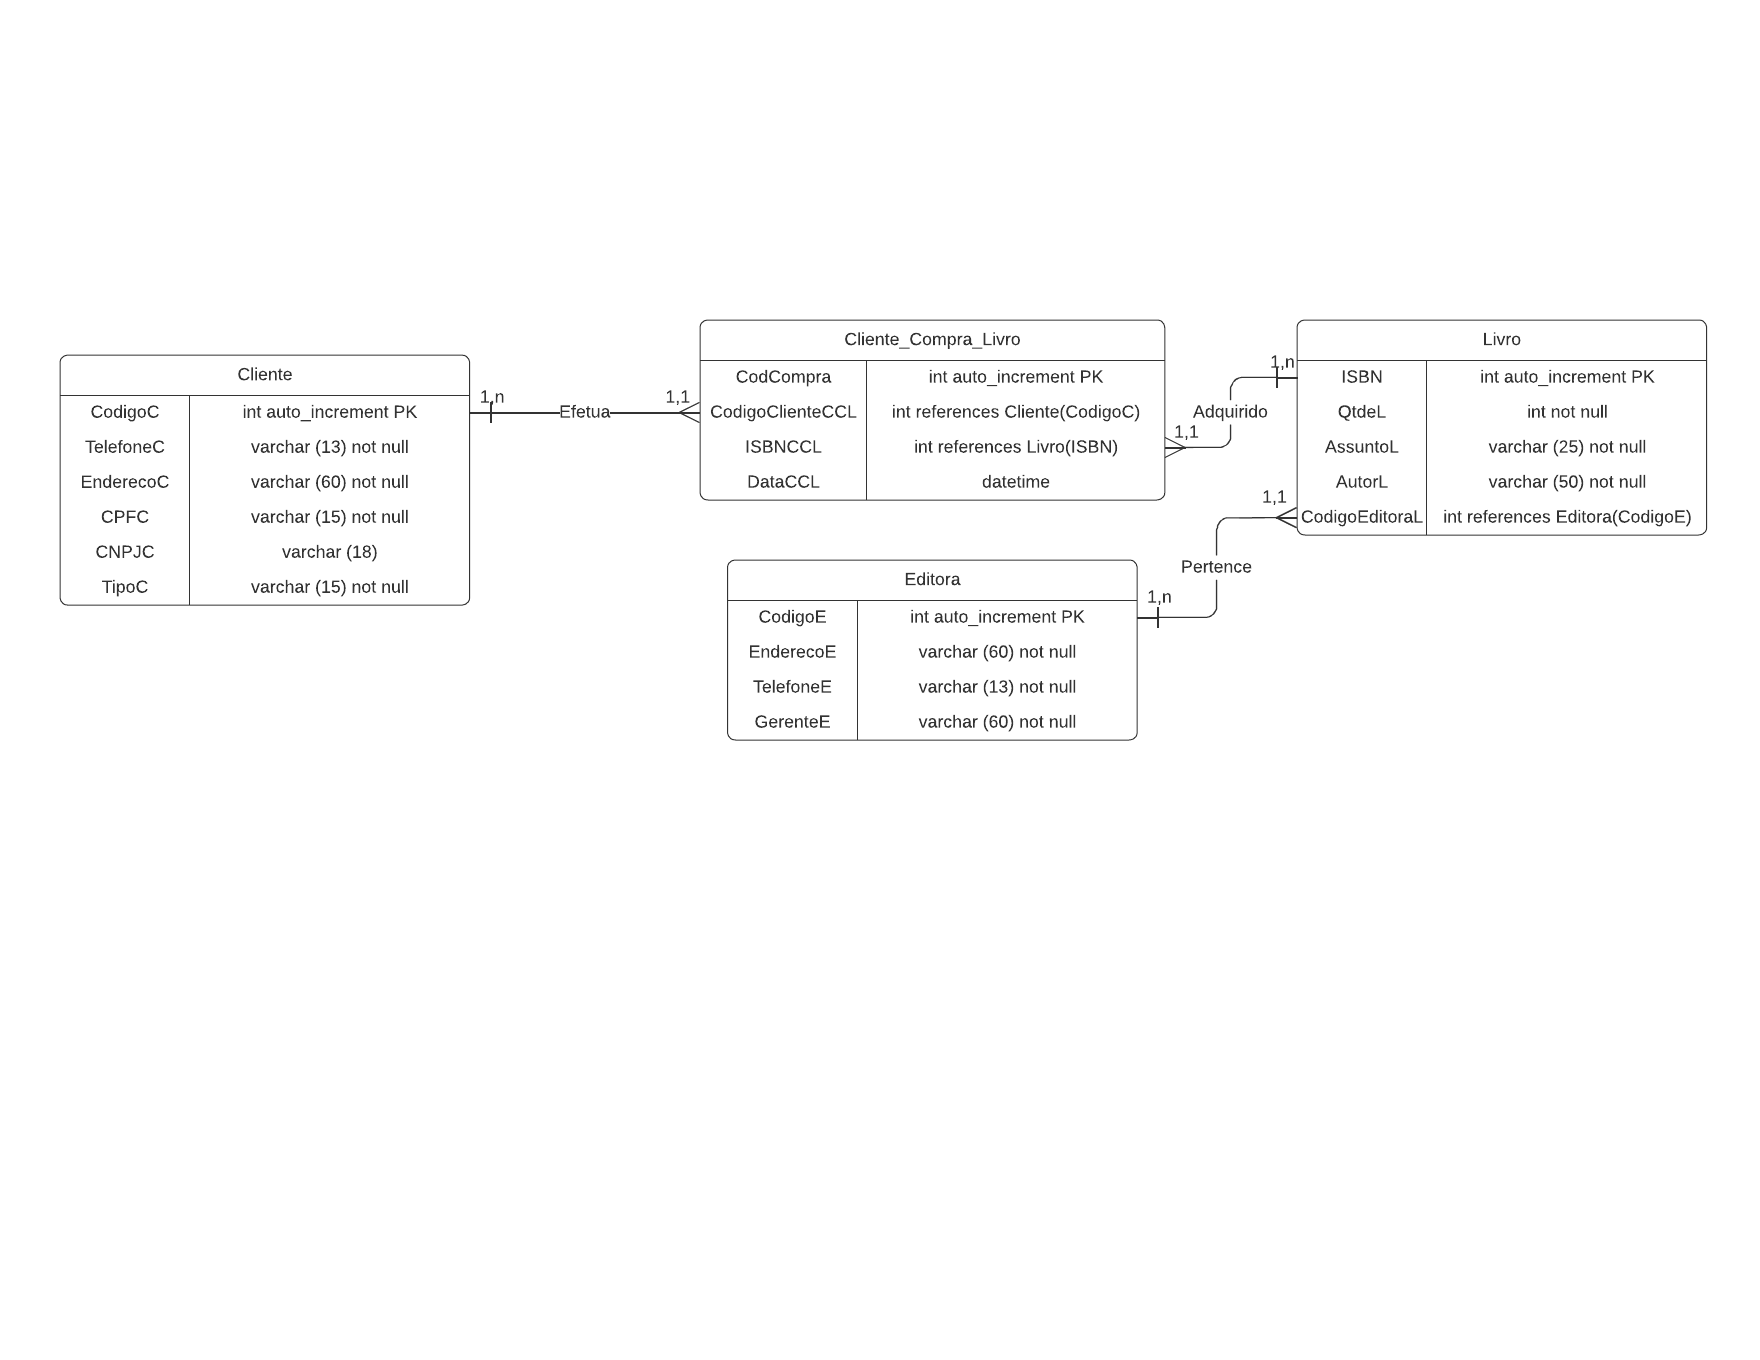 Cliente
CodigoC int auto_increment PK
TelefoneC varchar (13) not null
EnderecoC varchar (60) not null
CPFC varchar (15) not null
CNPJC varchar (18)
TipoC varchar (15) not null
1,n
Efetua
1,1
Cliente_Compra_Livro
CodCompra int auto_increment PK
CodigoClienteCCL int references Cliente(CodigoC)
ISBNCCL int references Livro(ISBN)
DataCCL datetime
1,n
Adquirido
1,1
Livro
ISBN int auto_increment PK
QtdeL int not null
AssuntoL varchar (25) not null
AutorL varchar (50) not null
CodigoEditoraL int references Editora(CodigoE)
1,1
Pertence
1,n
Editora
CodigoE int auto_increment PK
EnderecoE varchar (60) not null
TelefoneE varchar (13) not null
GerenteE varchar (60) not null